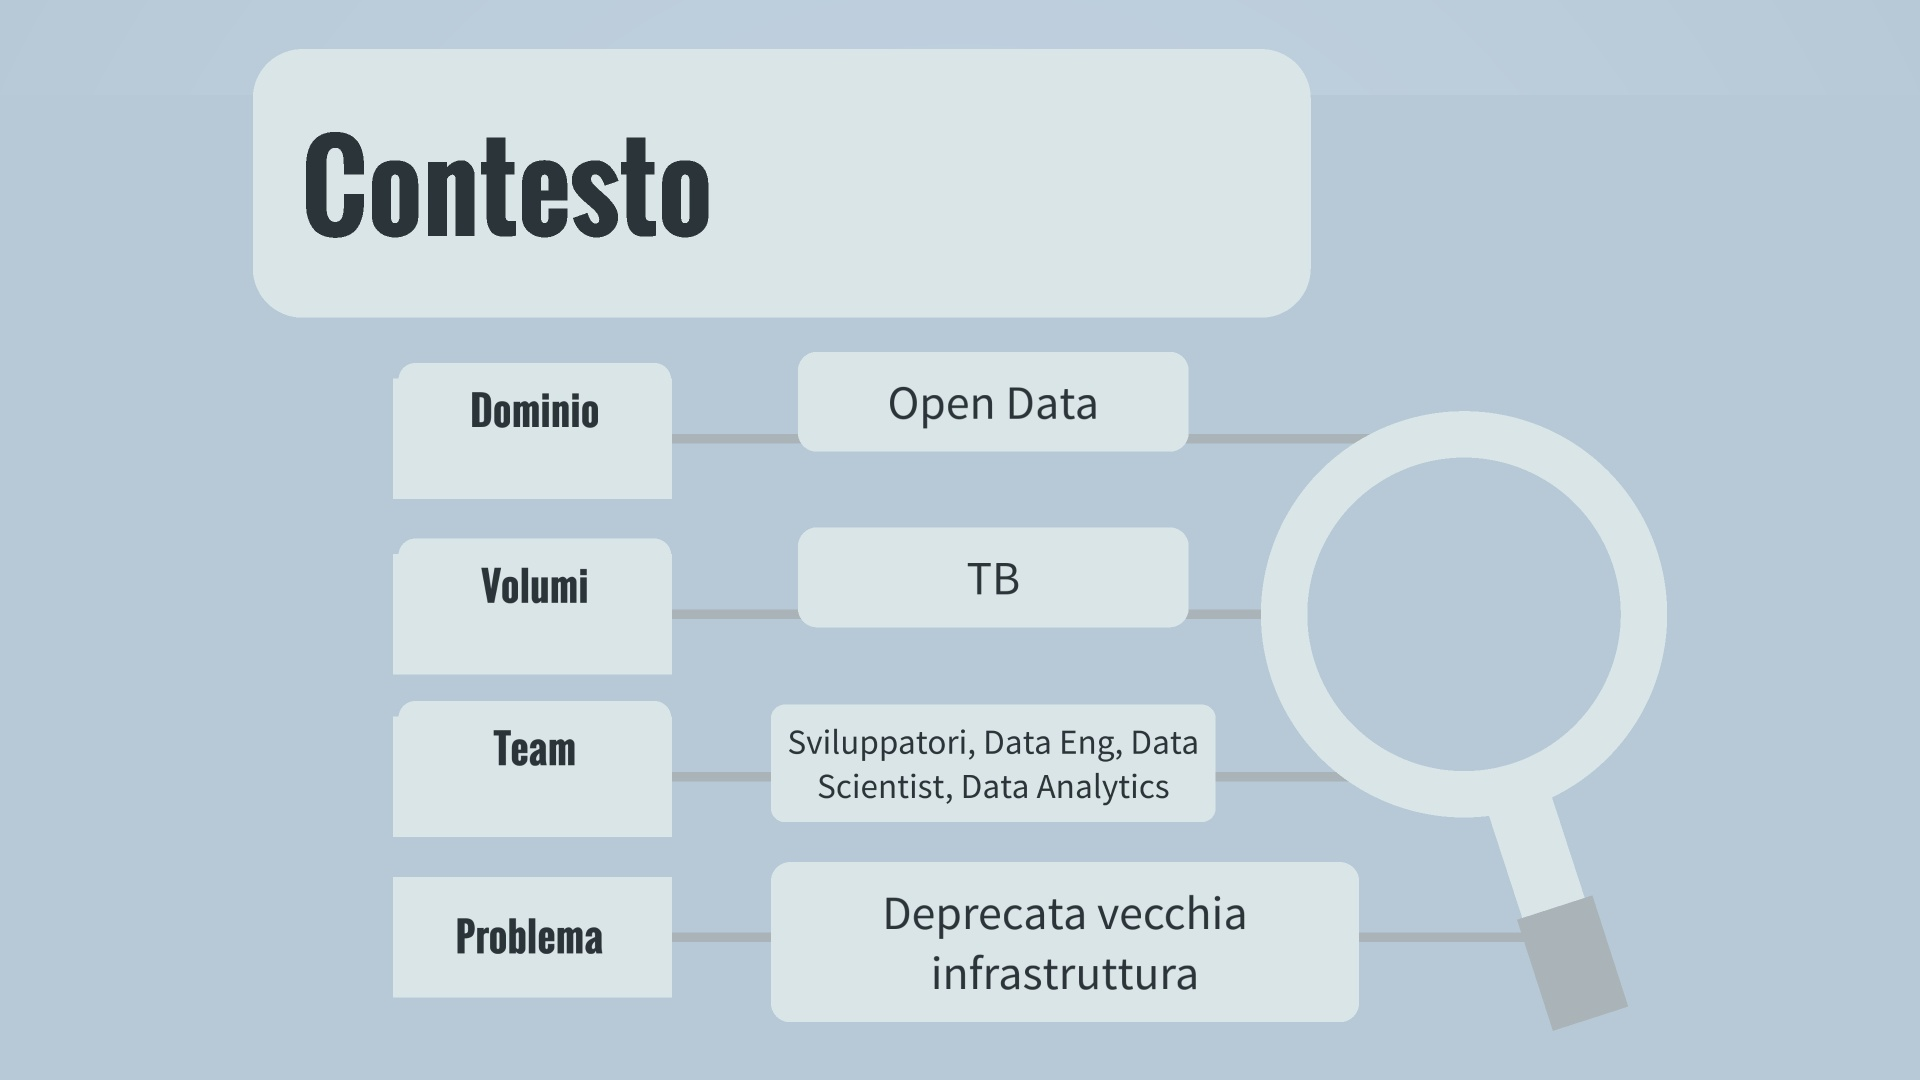 Contesto
Dominio
Open Data
Volumi
TB
Team
Sviluppatori, Data Eng, Data
Scientist, Data Analytics
Problema
Deprecata vecchia
infrastruttura